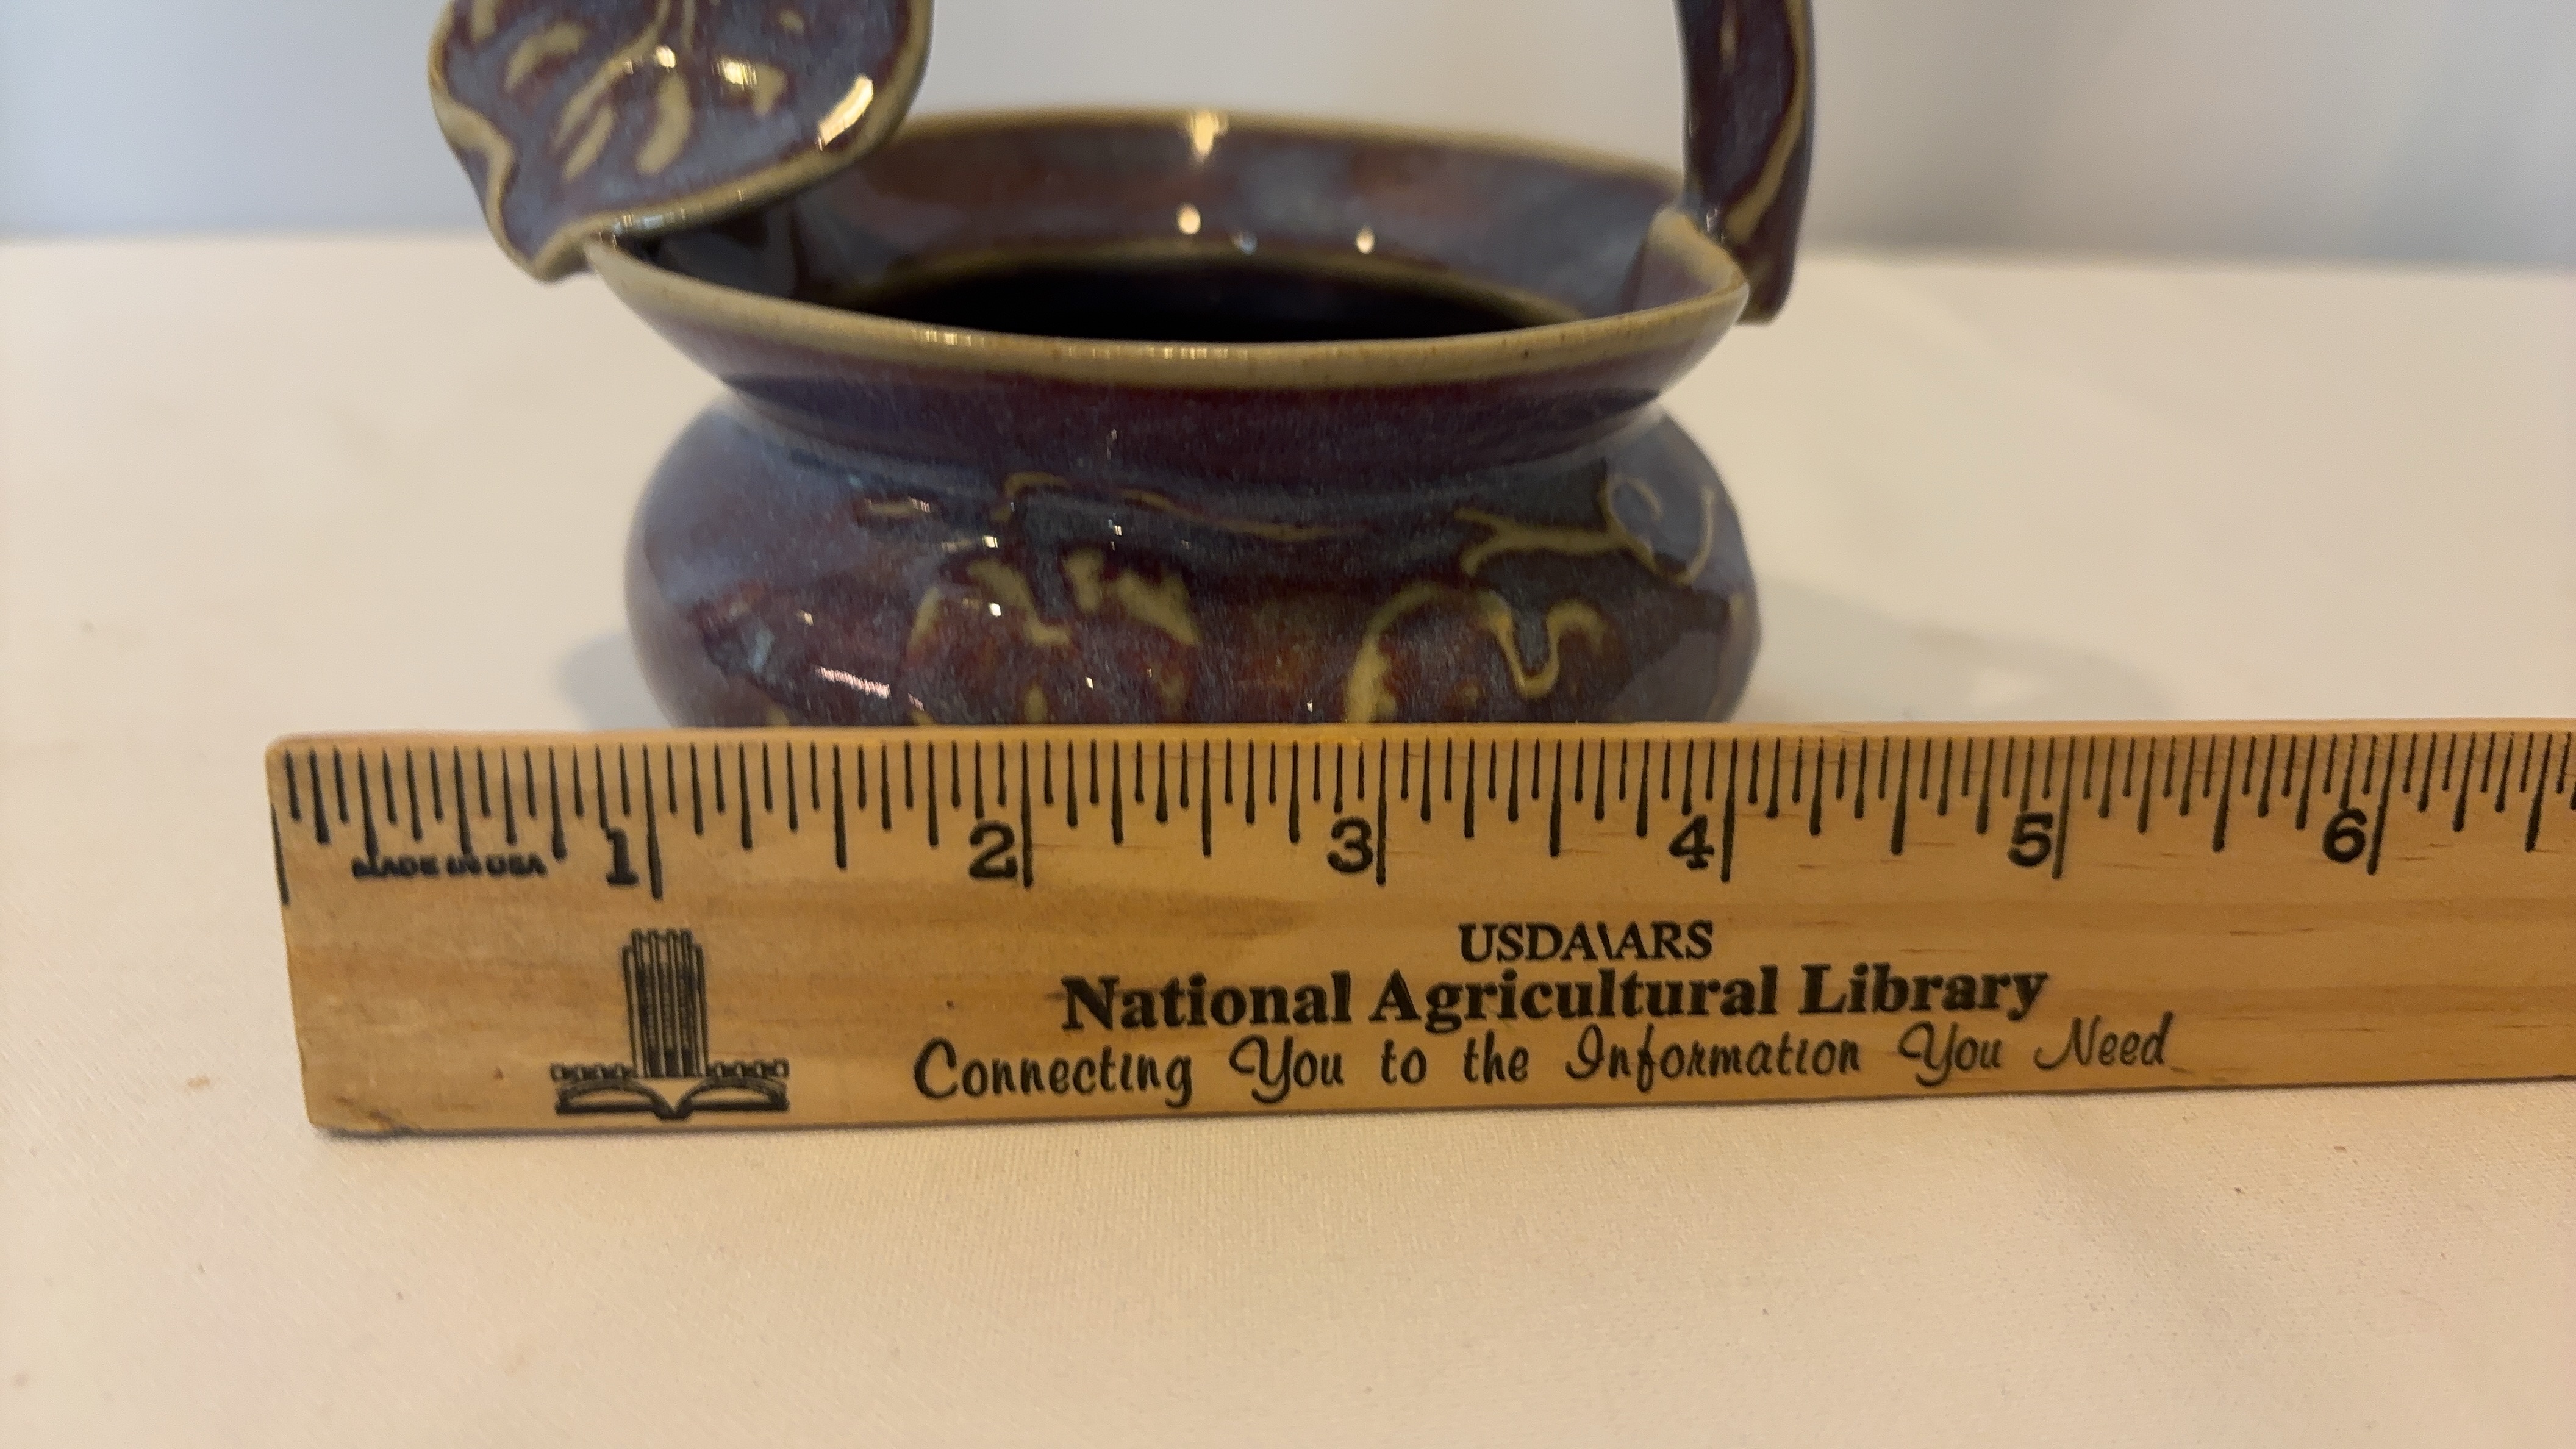 1 2 3 4 5 6
MADE IN USA
USDA\ARS
National Agricultural Library
Connecting You to the Information You Need